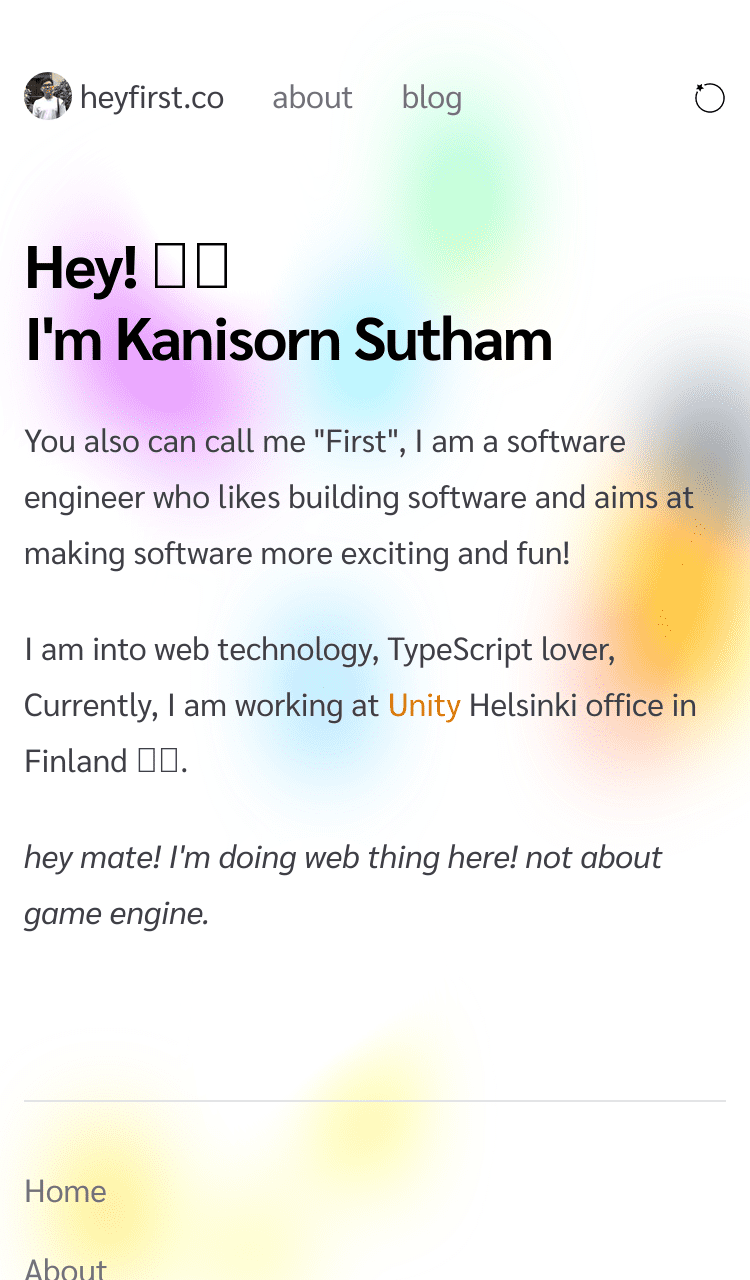 heyfirst.co about blog
Hey! 
I'm Kanisorn Sutham
You also can call me "First", I am a software
engineer who likes building software and aims at
making software more exciting and fun!
I am into web technology, TypeScript lover,
Currently, I am working at Unity Helsinki office in
Finland .
hey mate! I'm doing web thing here! not about
game engine.
Home
About